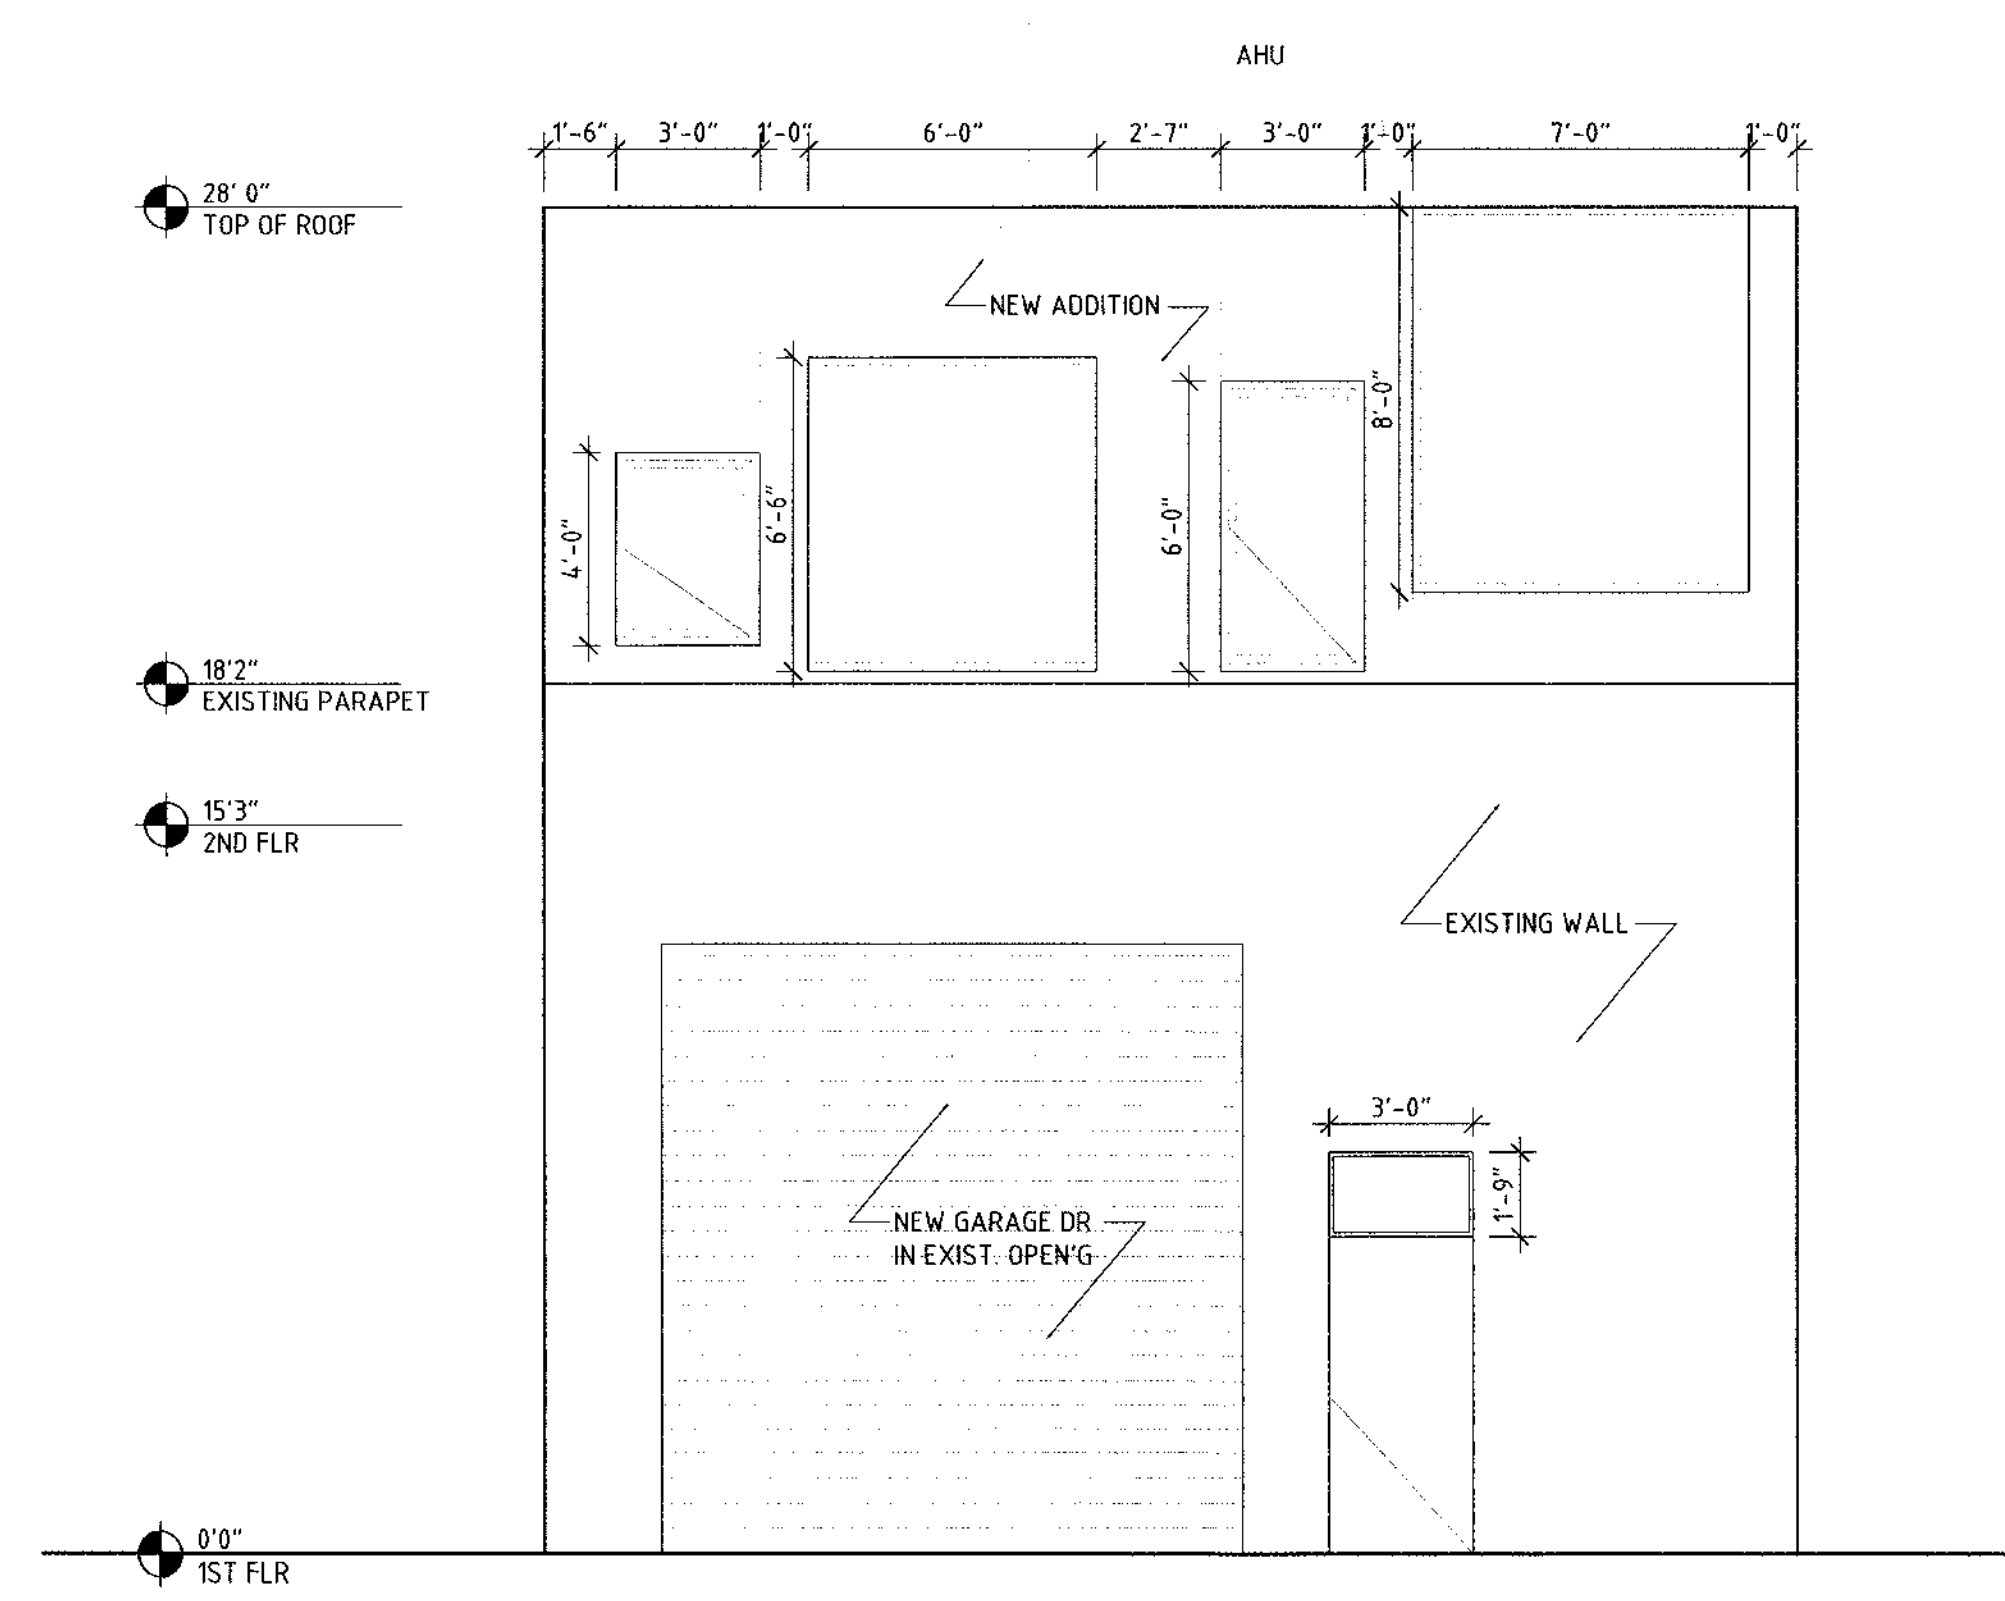 AHU
1'-6" 3'-0" 1'-0" 6'-0" 2'-7" 3'-0" 1'-0" 7'-0" 1'-0"
28' 0"
TOP OF ROOF
NEW ADDITION
8'-0"
6'-6"
6'-0"
4'-0"
18'2"
EXISTING PARAPET
15'3"
2ND FLR
EXISTING WALL
3'-0"
1'-9"
NEW GARAGE DR
IN EXIST. OPEN'G
0'0"
1ST FLR